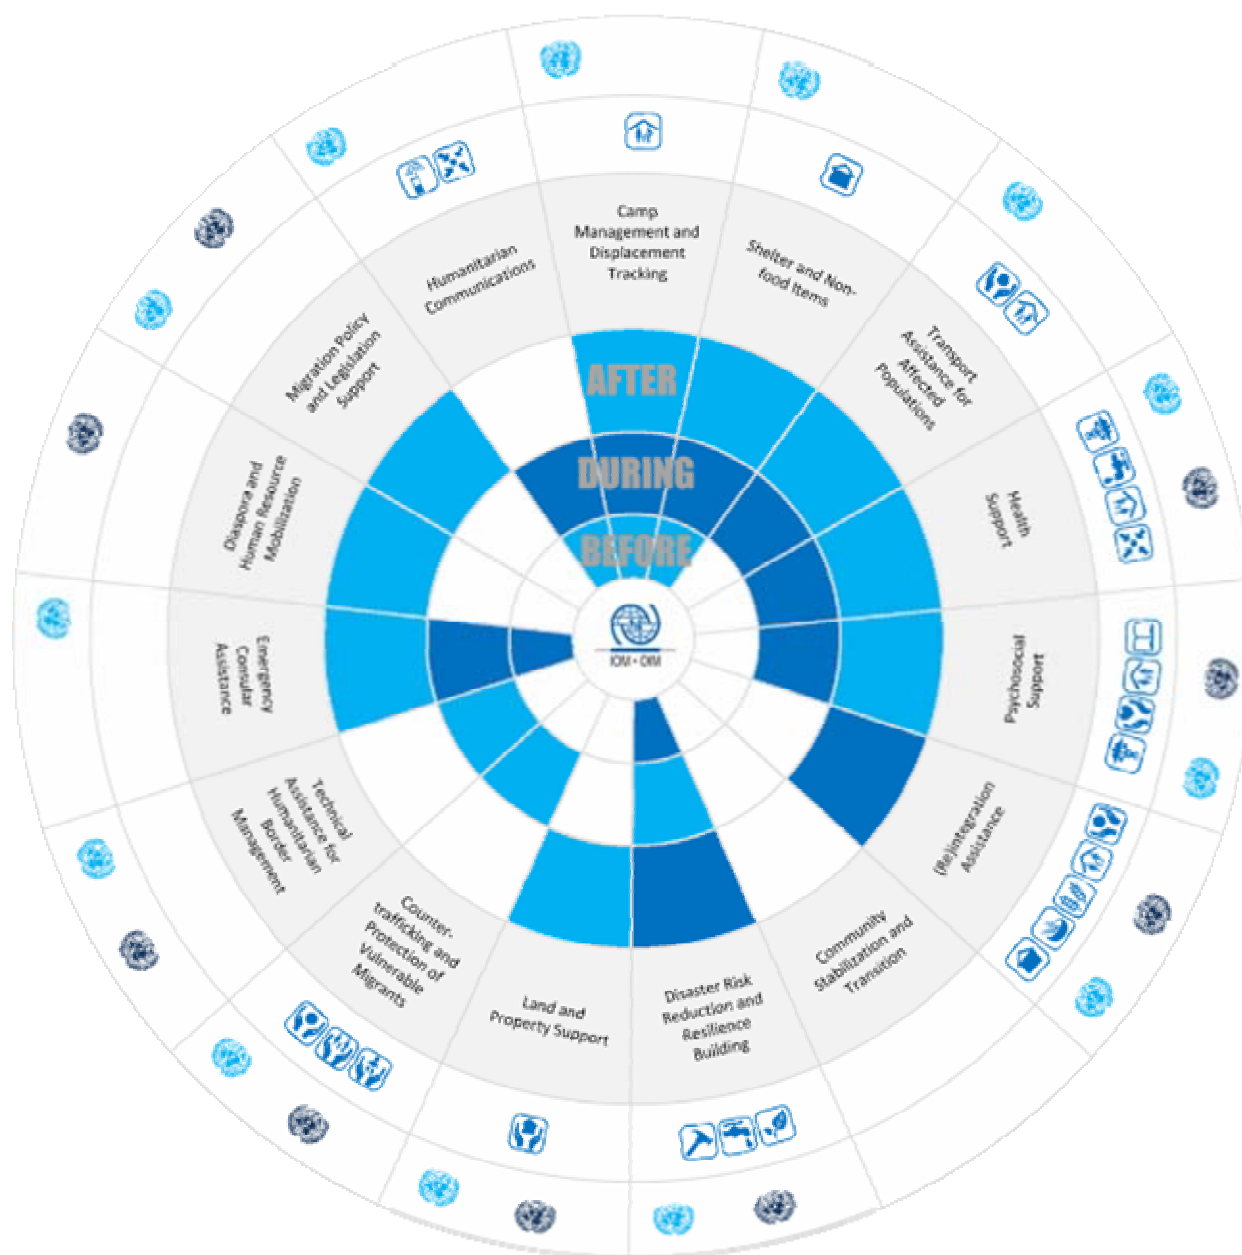 Camp
Management and
Displacement
Tracking
Shelter and Non-
food Items
Transport
Assistance for
Affected
Populations
Health
Support
Psychosocial
Support
(Re)integration
Assistance
Community
Stabilization and
Transition
Disaster Risk
Reduction and
Resilience
Building
Land and
Property Support
Counter-
trafficking and
Protection of
Vulnerable
Migrants
Technical
Assistance for
Humanitarian
Border
Management
Emergency
Consular
Assistance
Diaspora and
Human Resource
Mobilization
Migration Policy
and Legislation
Support
Humanitarian
Communications
AFTER
DURING
BEFORE
IOM • OIM